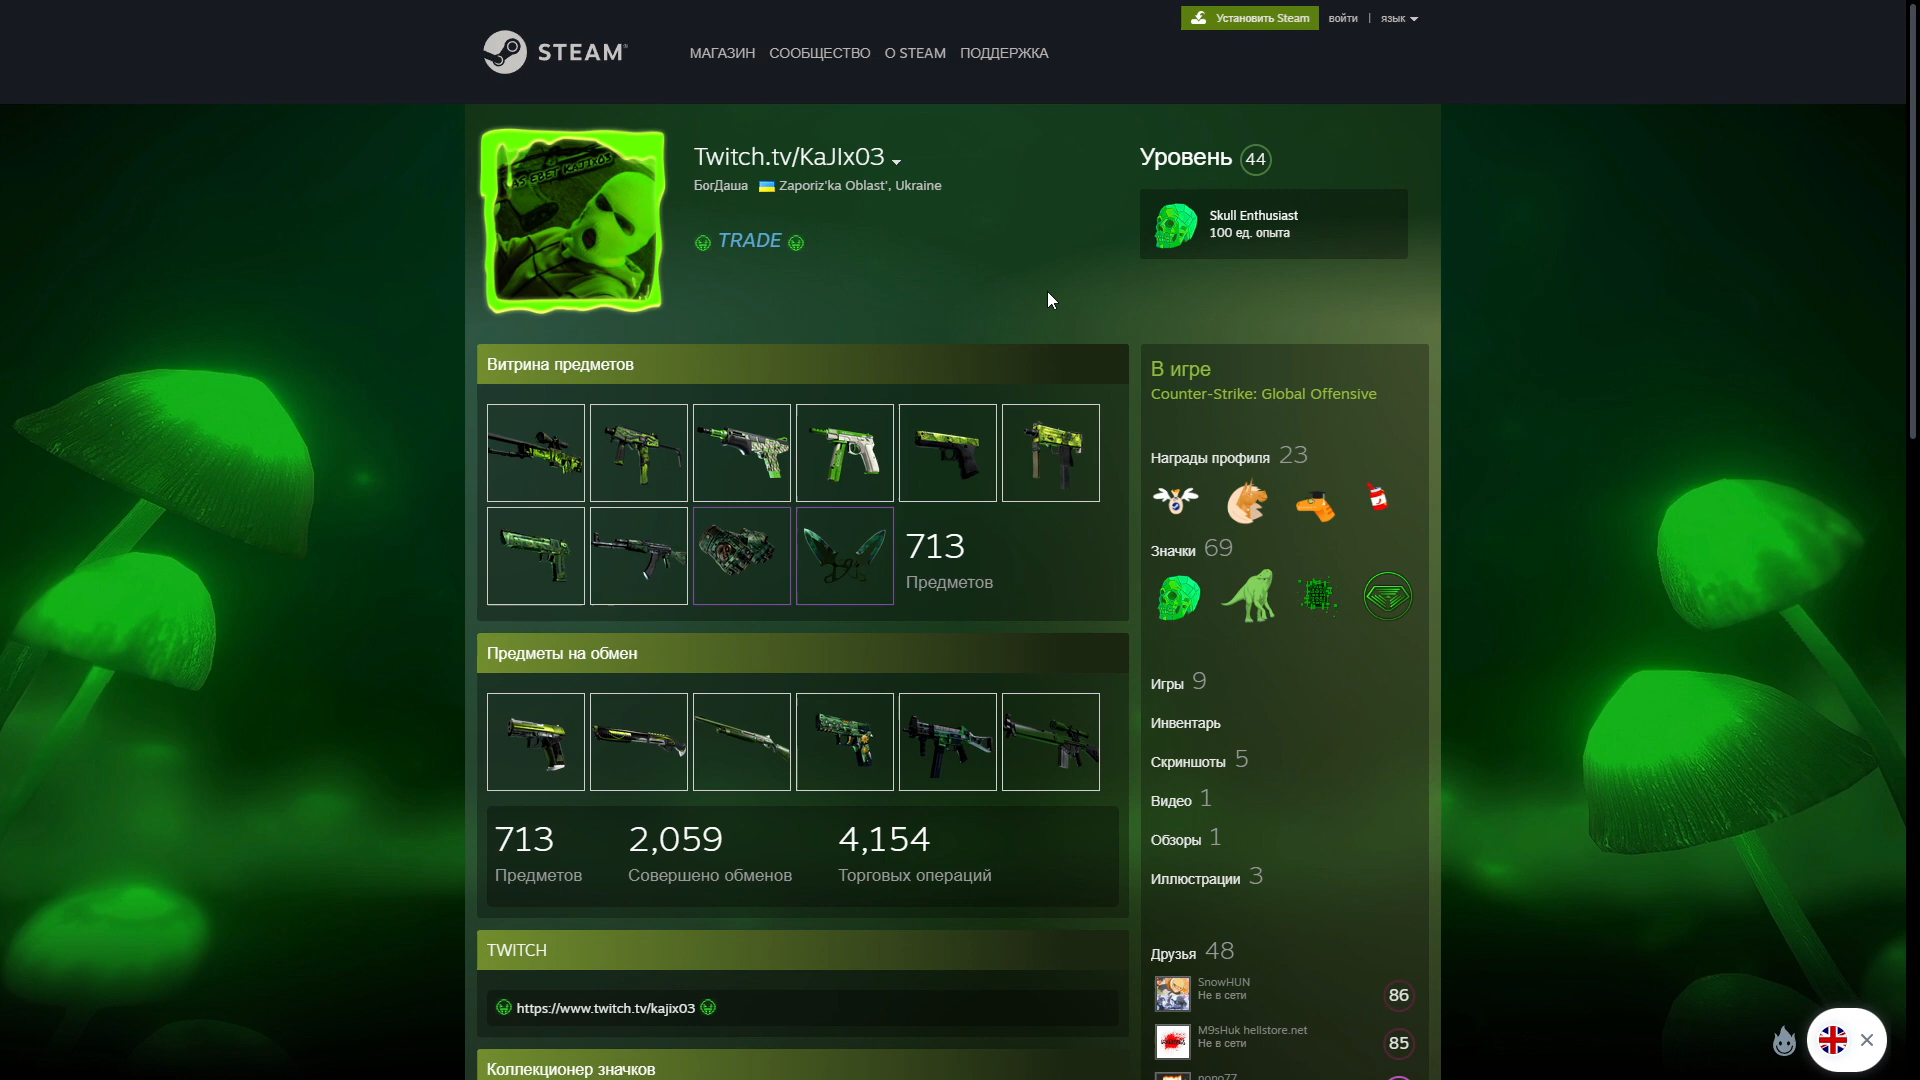 Установить Steam
войти | язык
STEAM
МАГАЗИН СООБЩЕСТВО О STEAM ПОДДЕРЖКА
Twitch.tv/KaJIx03
БогДаша Zaporiz'ka Oblast', Ukraine
TRADE
Уровень 44
Skull Enthusiast
100 ед. опыта
Витрина предметов
713
Предметов
Предметы на обмен
713
Предметов
2,059
Совершено обменов
4,154
Торговых операций
TWITCH
https://www.twitch.tv/kajix03
Коллекционер значков
В игре
Counter-Strike: Global Offensive
Награды профиля 23
Значки 69
Игры 9
Инвентарь
Скриншоты 5
Видео 1
Обзоры 1
Иллюстрации 3
Друзья 48
SnowHUN
Не в сети
86
M9sHuk hellstore.net
Не в сети
85